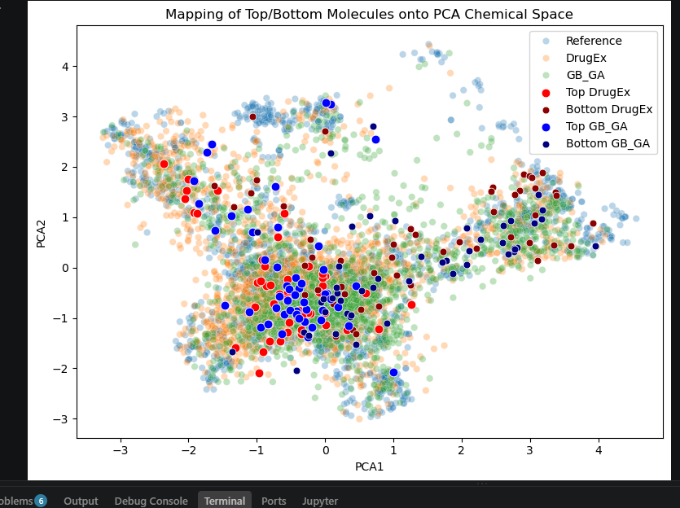 Mapping of Top/Bottom Molecules onto PCA Chemical Space
Reference
DrugEx
GB_GA
Top DrugEx
Bottom DrugEx
Top GB_GA
Bottom GB_GA
PCA2
4
3
2
1
0
−1
−2
−3
−3 −2 −1 0 1 2 3 4
PCA1
oblems 6 Output Debug Console Terminal Ports Jupyter